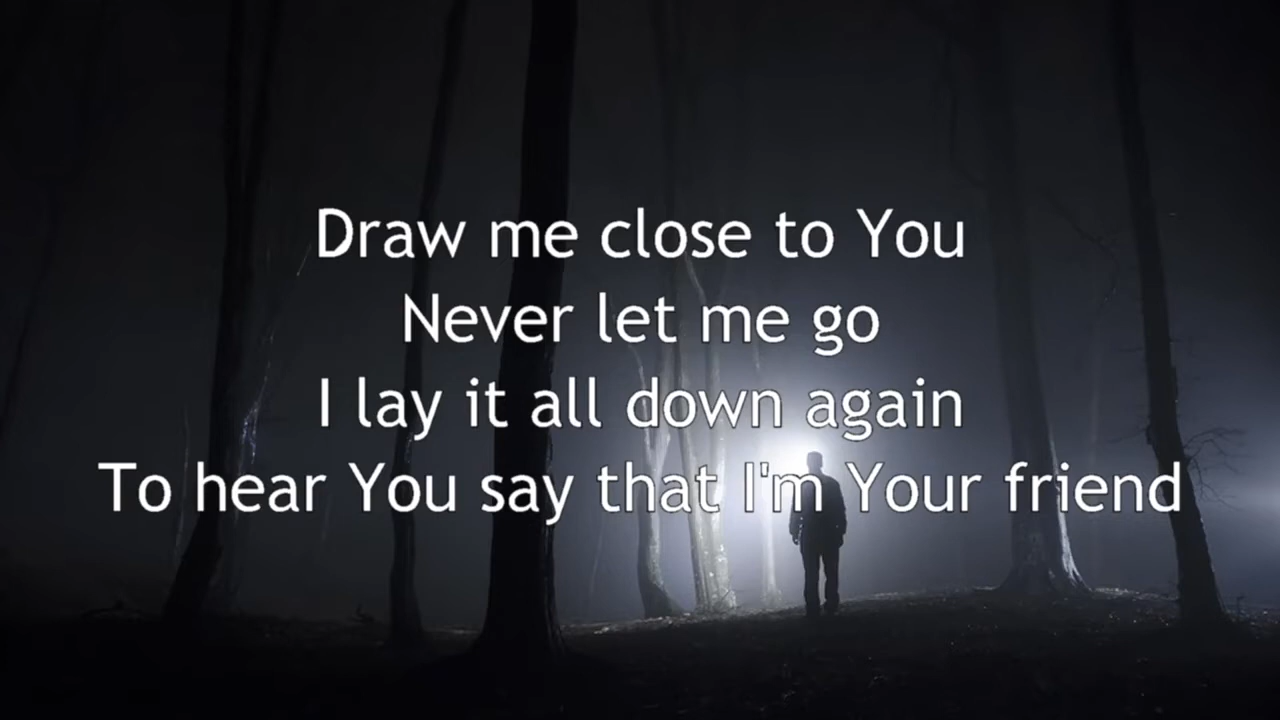 Draw me close to You
Never let me go
I lay it all down again
To hear You say that I'm Your friend